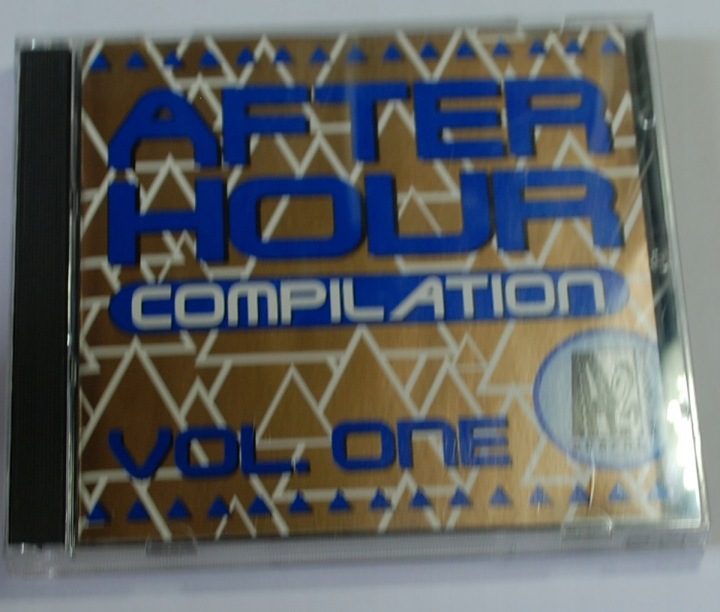 AFTER
HOUR
COMPILATION
VOL. ONE